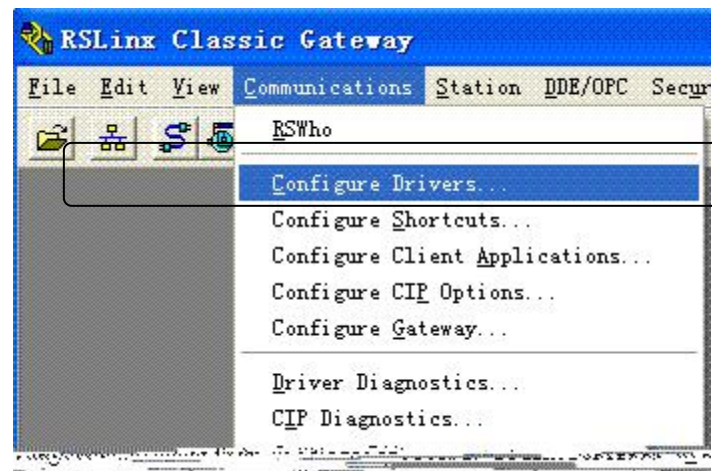 RSLinx Classic Gateway
File Edit View Communications Station DDE/OPC Secur
RSWho
Configure Drivers...
Configure Shortcuts...
Configure Client Applications...
Configure CIP Options...
Configure Gateway...
Driver Diagnostics...
CIP Diagnostics...